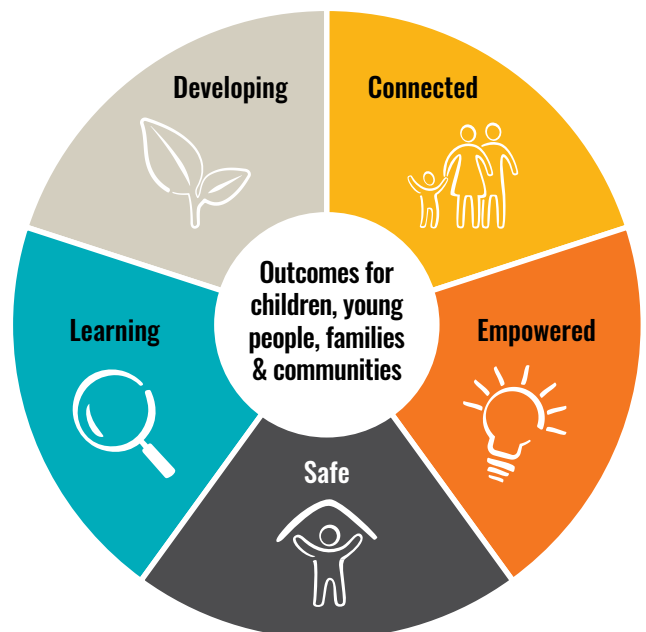 Developing
Connected
Outcomes for
children, young
people, families
& communities
Learning
Empowered
Safe